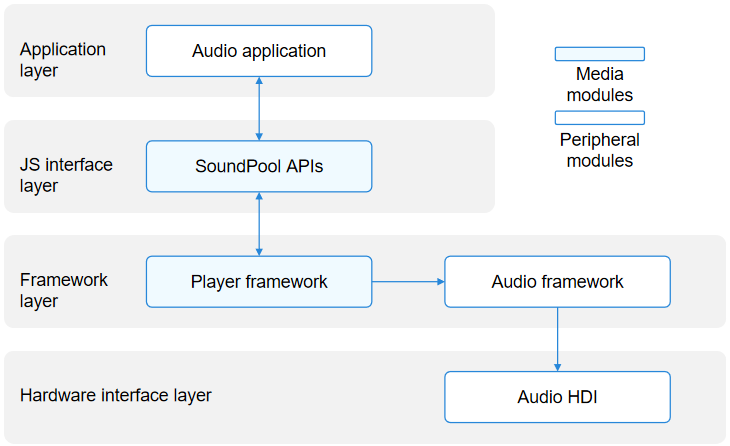 Application
layer
Audio application
Media
modules
Peripheral
modules
JS interface
layer
SoundPool APIs
Framework
layer
Player framework
Audio framework
Hardware interface layer
Audio HDI